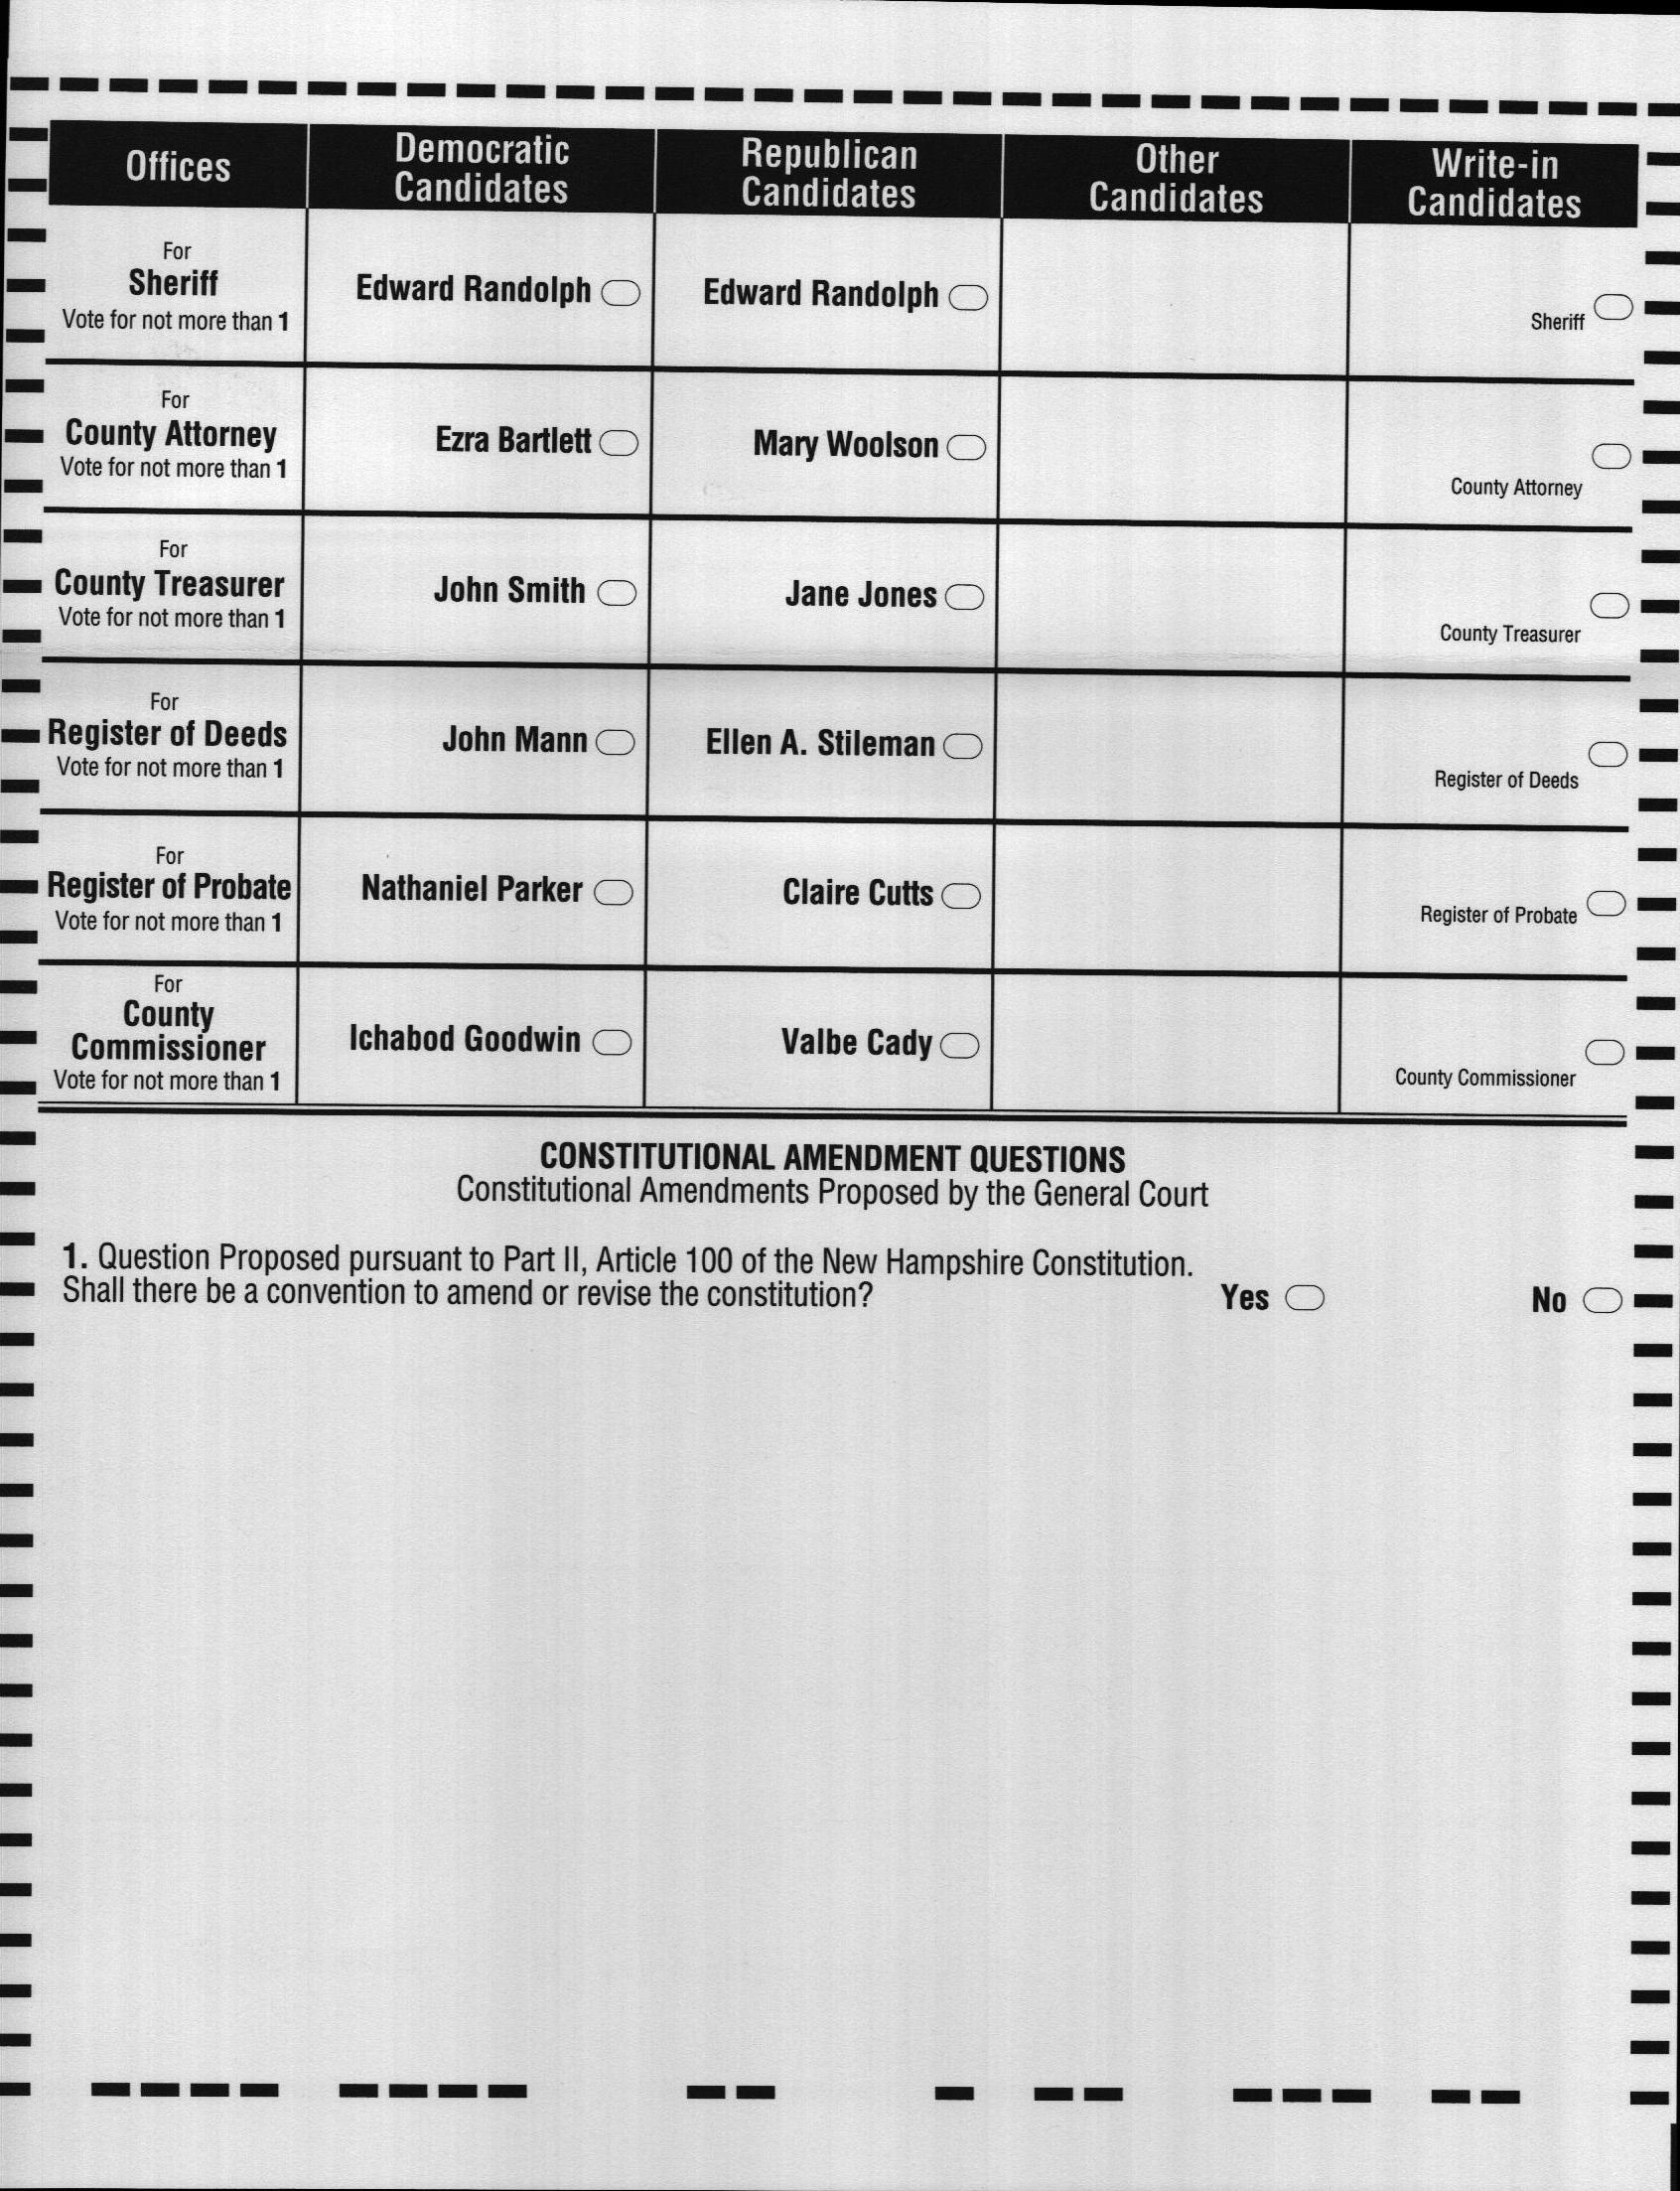 Offices
Democratic
Candidates
Republican
Candidates
Other
Candidates
Write-in
Candidates
For
Sheriff
Vote for not more than 1
Edward Randolph
Edward Randolph
Sheriff
For
County Attorney
Vote for not more than 1
Ezra Bartlett
Mary Woolson
County Attorney
For
County Treasurer
Vote for not more than 1
John Smith
Jane Jones
County Treasurer
For
Register of Deeds
Vote for not more than 1
John Mann
Ellen A. Stileman
Register of Deeds
For
Register of Probate
Vote for not more than 1
Nathaniel Parker
Claire Cutts
Register of Probate
For
County
Commissioner
Vote for not more than 1
Ichabod Goodwin
Valbe Cady
County Commissioner
CONSTITUTIONAL AMENDMENT QUESTIONS
Constitutional Amendments Proposed by the General Court
1. Question Proposed pursuant to Part II, Article 100 of the New Hampshire Constitution.
Shall there be a convention to amend or revise the constitution? Yes No